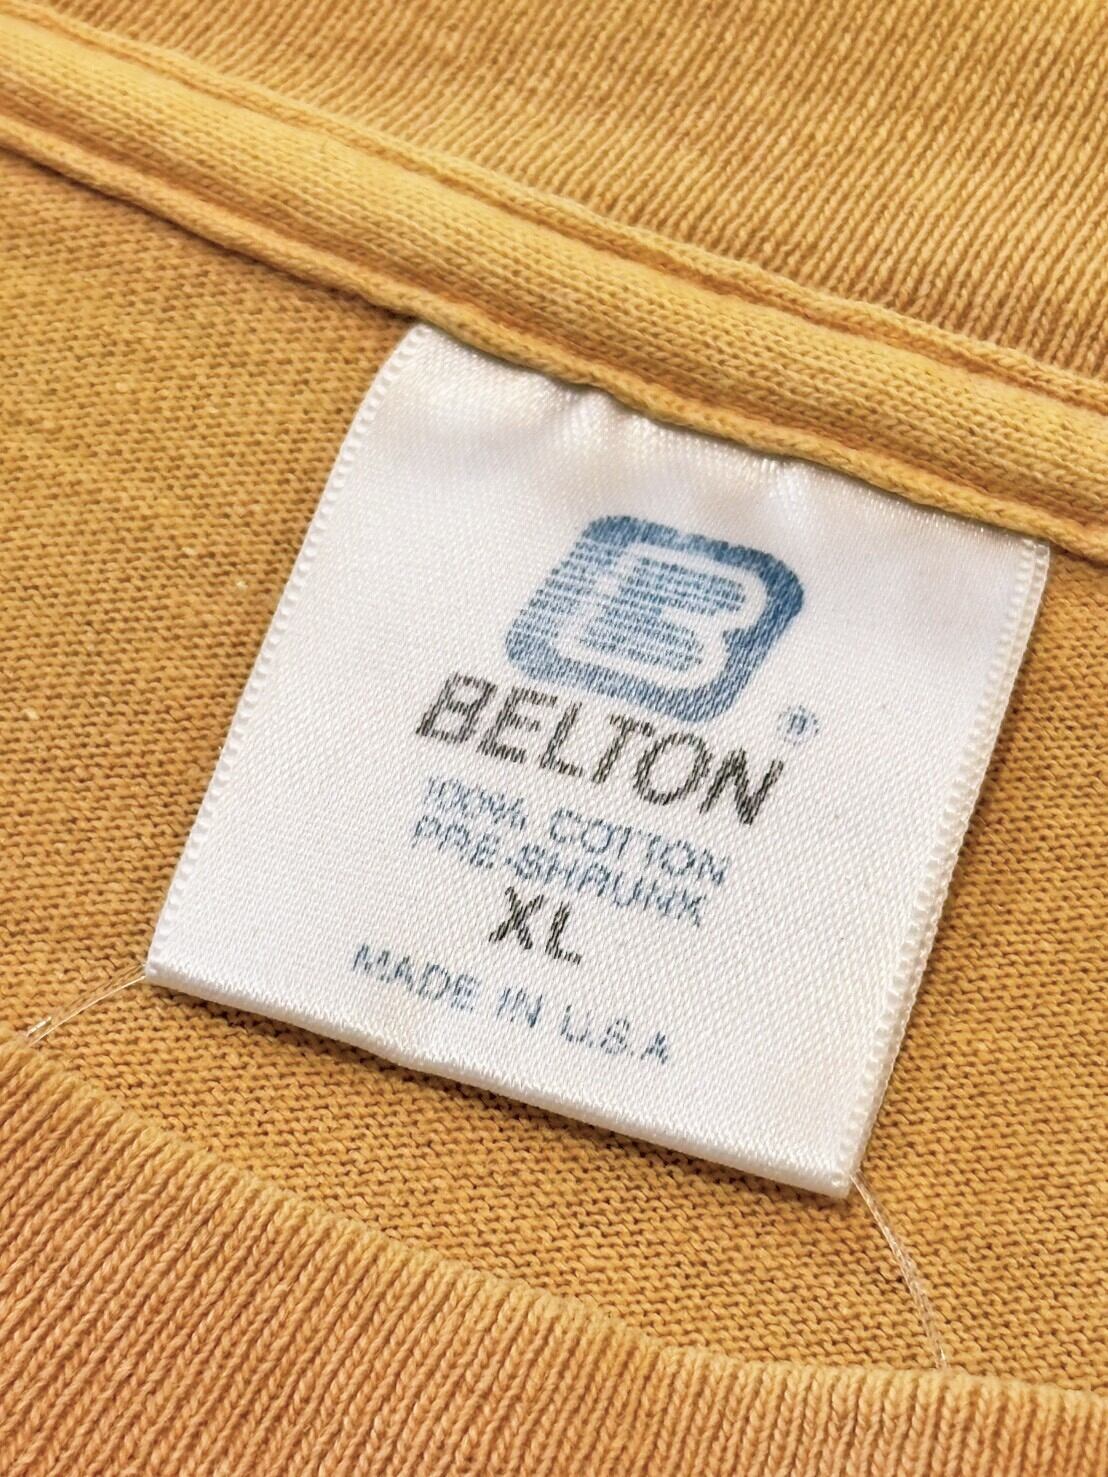 B
BELTON ®
100% COTTON
PRE-SHRUNK
XL
MADE IN U.S.A